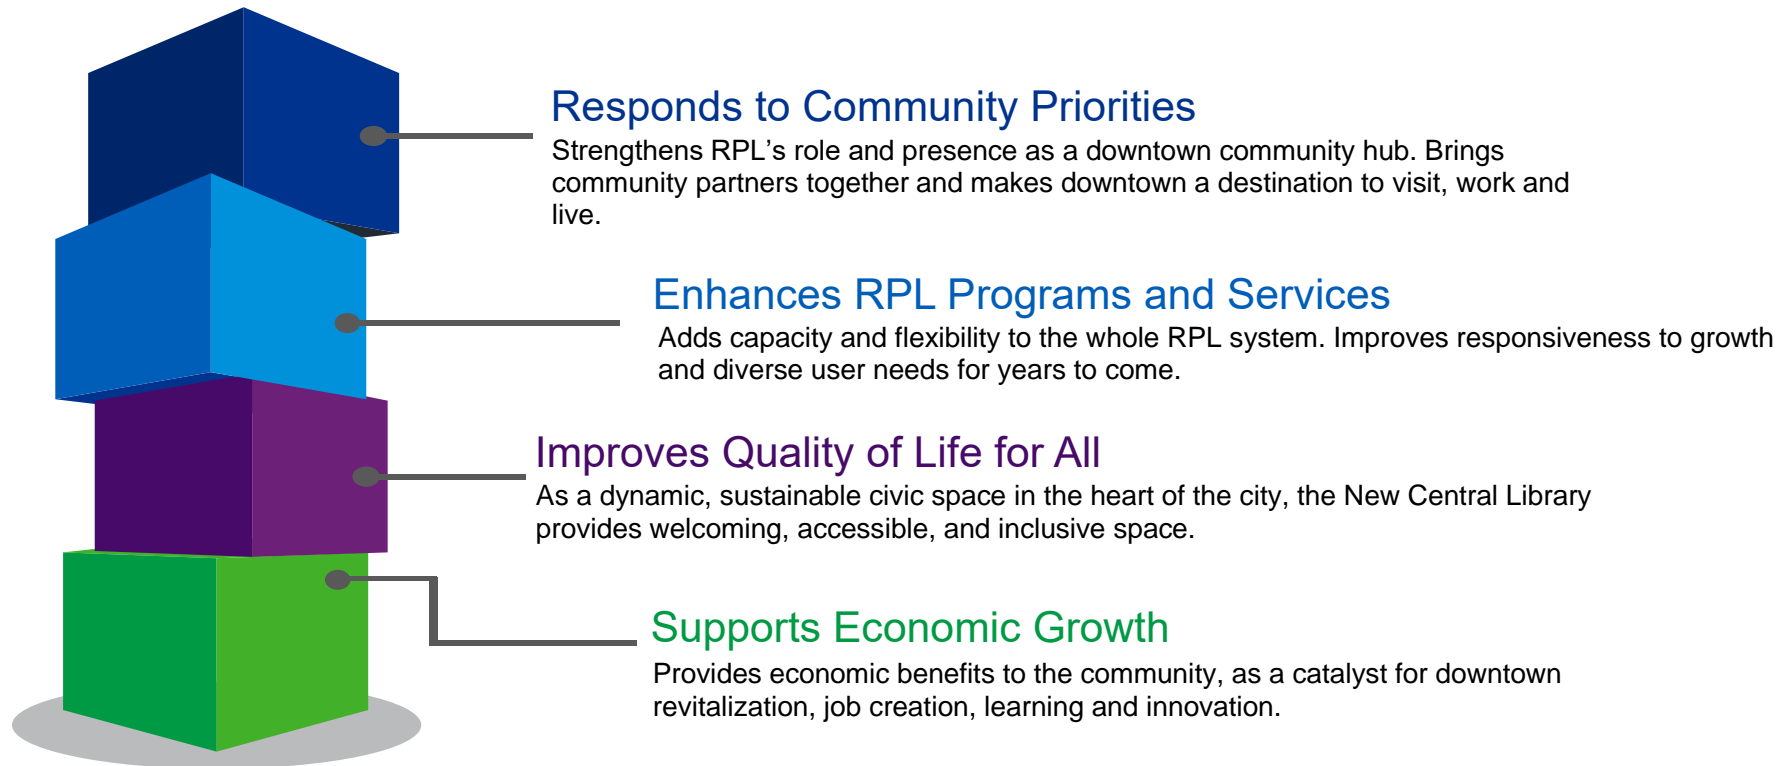 Responds to Community Priorities
Strengthens RPL’s role and presence as a downtown community hub. Brings
community partners together and makes downtown a destination to visit, work and
live.
Enhances RPL Programs and Services
Adds capacity and flexibility to the whole RPL system. Improves responsiveness to growth
and diverse user needs for years to come.
Improves Quality of Life for All
As a dynamic, sustainable civic space in the heart of the city, the New Central Library
provides welcoming, accessible, and inclusive space.
Supports Economic Growth
Provides economic benefits to the community, as a catalyst for downtown
revitalization, job creation, learning and innovation.